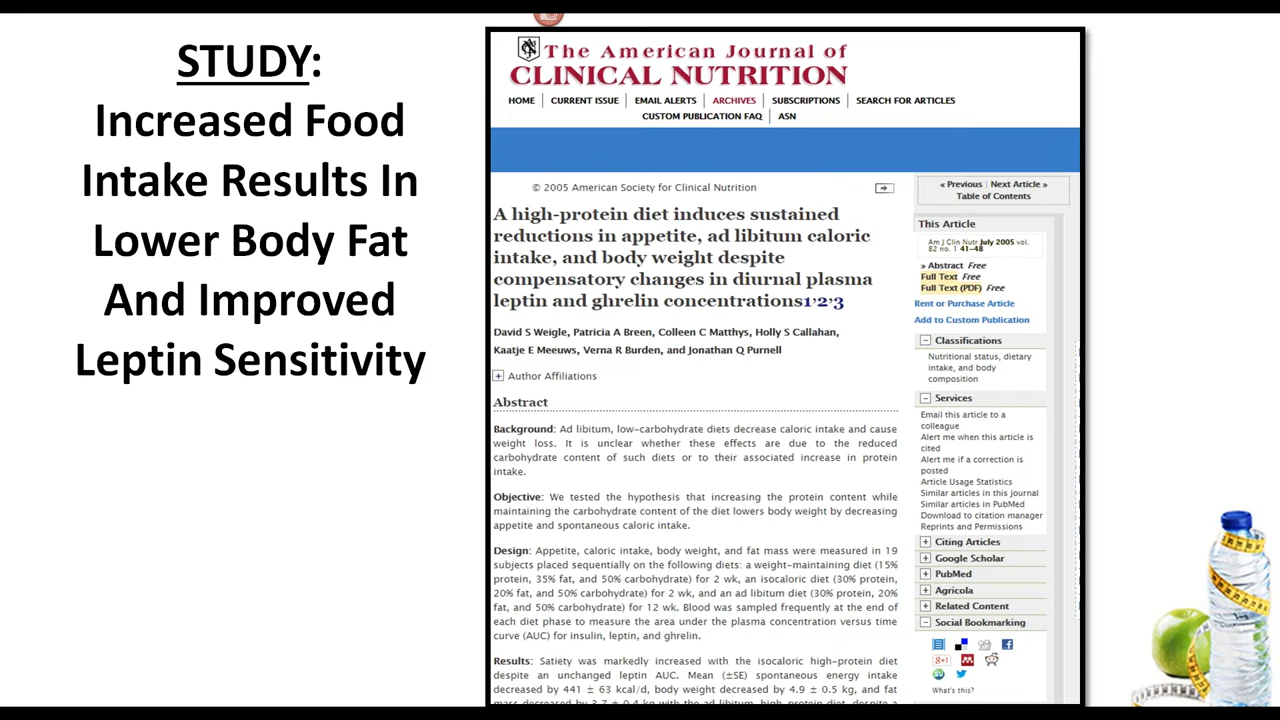 STUDY:
Increased Food
Intake Results In
Lower Body Fat
And Improved
Leptin Sensitivity
The American Journal of
CLINICAL NUTRITION
HOME | CURRENT ISSUE | EMAIL ALERTS | ARCHIVES | SUBSCRIPTIONS | SEARCH FOR ARTICLES
CUSTOM PUBLICATION FAQ | ASN
© 2005 American Society for Clinical Nutrition
A high-protein diet induces sustained
reductions in appetite, ad libitum caloric
intake, and body weight despite
compensatory changes in diurnal plasma
leptin and ghrelin concentrations1,2,3
David S Weigle, Patricia A Breen, Colleen C Matthys, Holly S Callahan,
Kaatje E Meeuws, Verna R Burden, and Jonathan Q Purnell
+ Author Affiliations
Abstract
Background: Ad libitum, low-carbohydrate diets decrease caloric intake and cause
weight loss. It is unclear whether these effects are due to the reduced
carbohydrate content of such diets or to their associated increase in protein
intake.
Objective: We tested the hypothesis that increasing the protein content while
maintaining the carbohydrate content of the diet lowers body weight by decreasing
appetite and spontaneous caloric intake.
Design: Appetite, caloric intake, body weight, and fat mass were measured in 19
subjects placed sequentially on the following diets: a weight-maintaining diet (15%
protein, 35% fat, and 50% carbohydrate) for 2 wk, an isocaloric diet (30% protein,
20% fat, and 50% carbohydrate) for 2 wk, and an ad libitum diet (30% protein, 20%
fat, and 50% carbohydrate) for 12 wk. Blood was sampled frequently at the end of
each diet phase to measure the area under the plasma concentration versus time
curve (AUC) for insulin, leptin, and ghrelin.
Results: Satiety was markedly increased with the isocaloric high-protein diet
despite an unchanged leptin AUC. Mean (±SE) spontaneous energy intake
decreased by 441 ± 63 kcal/d, body weight decreased by 4.9 ± 0.5 kg, and fat
mass decreased by 3.7 ± 0.4 kg with the ad libitum, high-protein diet, despite a
« Previous | Next Article »
Table of Contents
This Article
Am J Clin Nutr July 2005 vol.
82 no. 1 41-48
» Abstract Free
Full Text Free
Full Text (PDF) Free
Rent or Purchase Article
Add to Custom Publication
− Classifications
Nutritional status, dietary
intake, and body
composition
− Services
Email this article to a
colleague
Alert me when this article is
cited
Alert me if a correction is
posted
Article Usage Statistics
Similar articles in this journal
Similar articles in PubMed
Download to citation manager
Reprints and Permissions
+ Citing Articles
+ Google Scholar
+ PubMed
+ Agricola
+ Related Content
− Social Bookmarking
What's this?